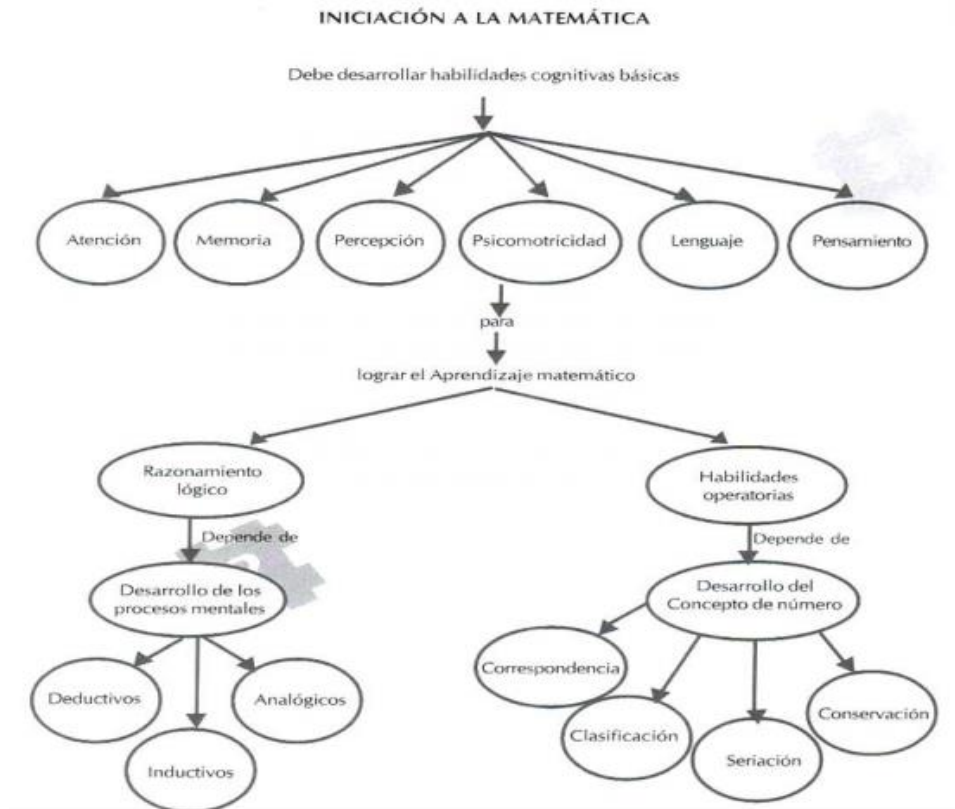 INICIACIÓN A LA MATEMÁTICA
Debe desarrollar habilidades cognitivas básicas
Atención
Memoria
Percepción
Psicomotricidad
Lenguaje
Pensamiento
para
lograr el Aprendizaje matemático
Razonamiento
lógico
Habilidades
operatorias
Depende de
Depende de
Desarrollo de los
procesos mentales
Desarrollo del
Concepto de número
Deductivos
Inductivos
Analógicos
Correspondencia
Clasificación
Seriación
Conservación